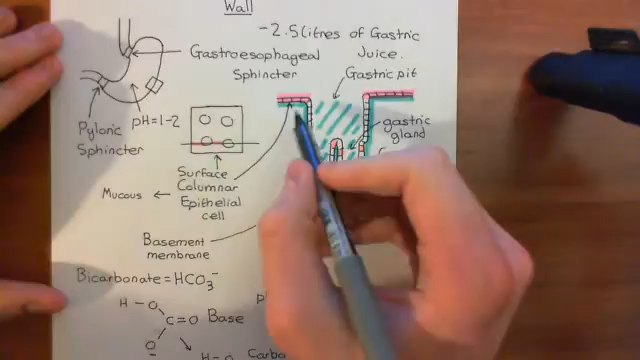 Wall
~2.5 Litres of Gastric
Juice.
Gastroesophageal
Sphincter
Gastric pit
Pyloric
Sphincter
pH=1-2
gastric
gland
Surface
Columnar
Epithelial
cell
Mucous
Basement
membrane
Bicarbonate = HCO3-
H-O
C=O Base
O
H-O
Carbo